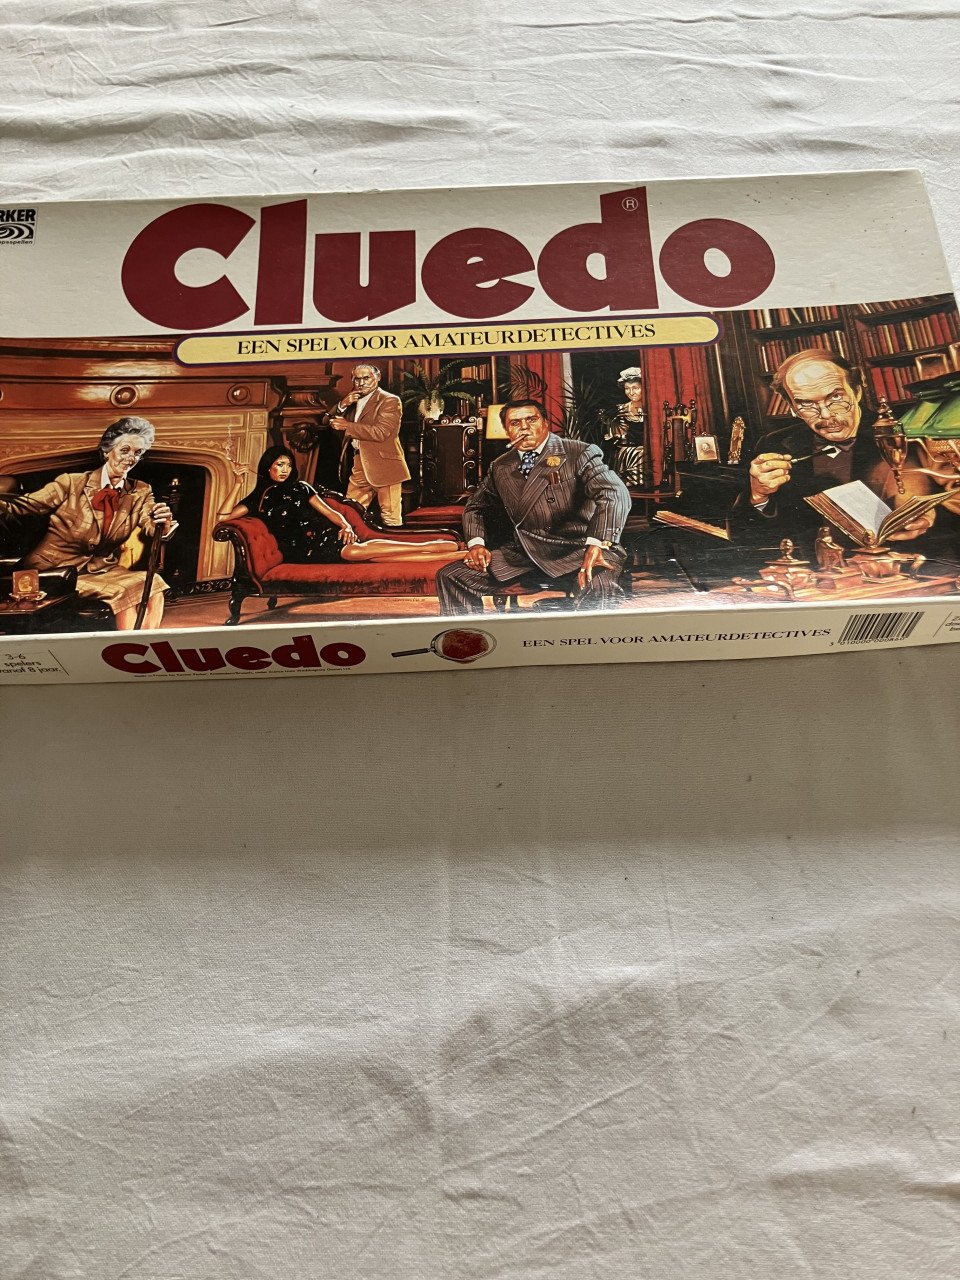 RKER
Cluedo®
EEN SPEL VOOR AMATEURDETECTIVES
3-6
spelers
vanaf 8 jaar.
Cluedo®
EEN SPEL VOOR AMATEURDETECTIVES